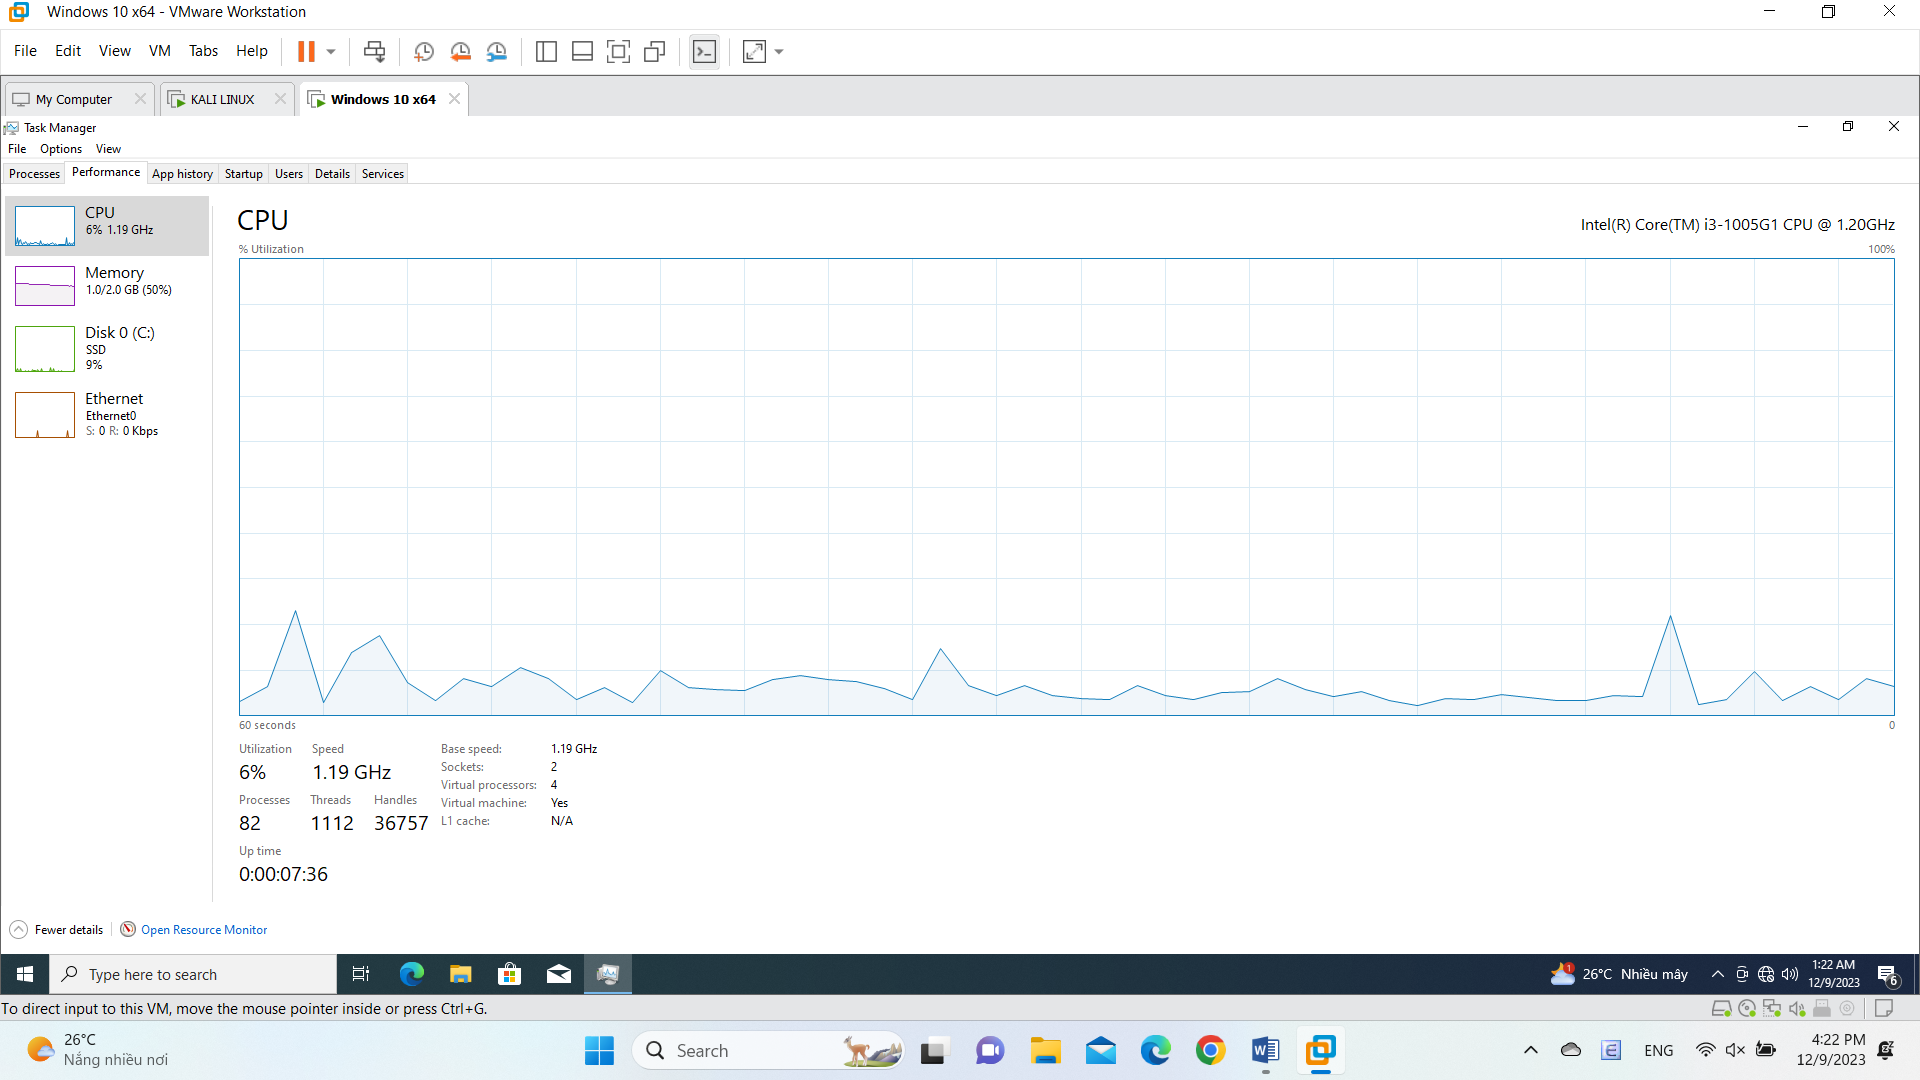 Windows 10 x64 - VMware Workstation
File Edit View VM Tabs Help
My Computer KALI LINUX Windows 10 x64
Task Manager
File Options View
Processes Performance App history Startup Users Details Services
CPU
6% 1.19 GHz
Memory
1.0/2.0 GB (50%)
Disk 0 (C:)
SSD
9%
Ethernet
Ethernet0
S: 0 R: 0 Kbps
CPU
Intel(R) Core(TM) i3-1005G1 CPU @ 1.20GHz
% Utilization 100%
60 seconds 0
Utilization Speed
6% 1.19 GHz
Processes Threads Handles
82 1112 36757
Up time
0:00:07:36
Base speed: 1.19 GHz
Sockets: 2
Virtual processors: 4
Virtual machine: Yes
L1 cache: N/A
Fewer details Open Resource Monitor
Type here to search
1
26°C Nhiều mây
1:22 AM
12/9/2023
6
To direct input to this VM, move the mouse pointer inside or press Ctrl+G.
26°C
Nắng nhiều nơi
Search
ENG
4:22 PM
12/9/2023